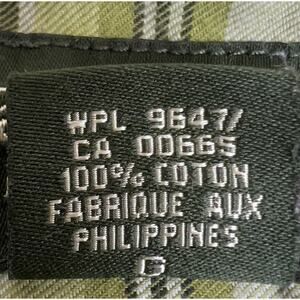 WPL 9647/
CA 00665
100% COTON
FABRIQUE AUX
PHILIPPINES
G